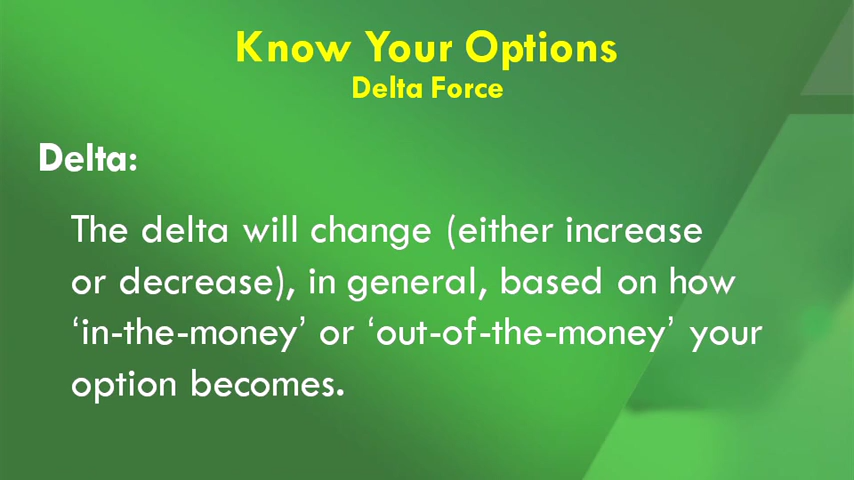 Know Your Options
Delta Force
Delta:
The delta will change (either increase
or decrease), in general, based on how
‘in-the-money’ or ‘out-of-the-money’ your
option becomes.